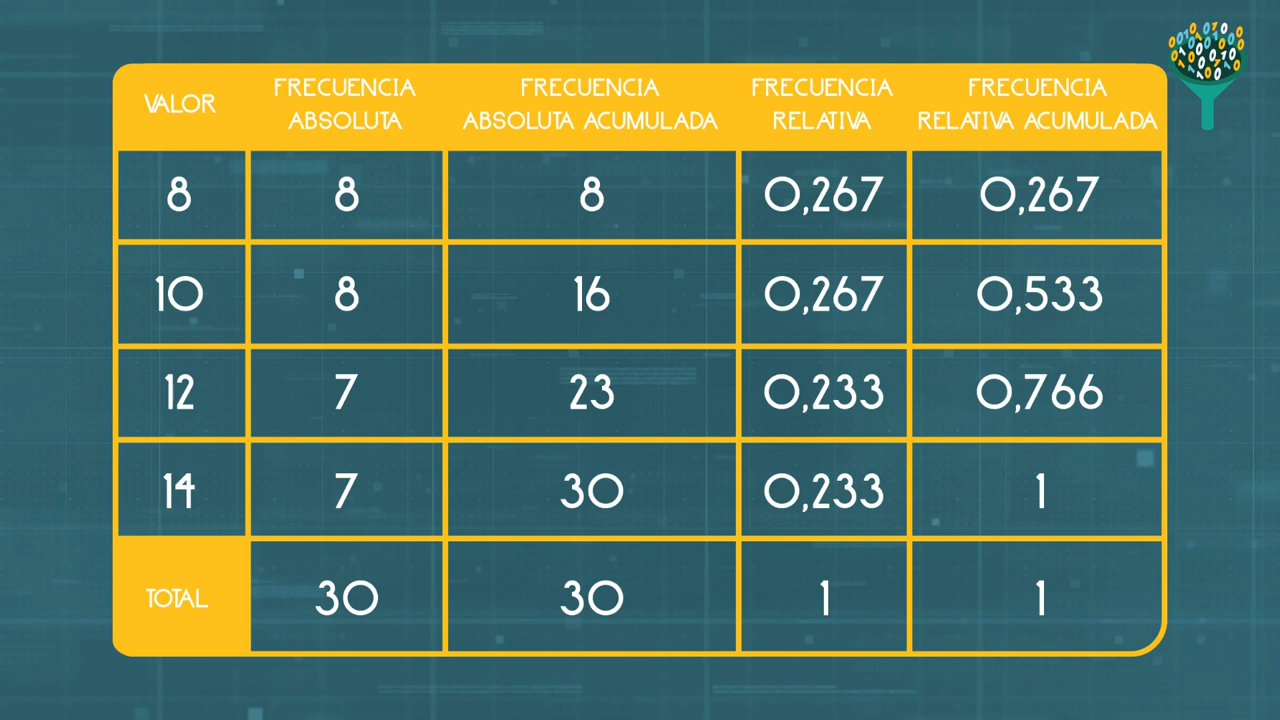 VALOR
FRECUENCIA
ABSOLUTA
FRECUENCIA
ABSOLUTA ACUMULADA
FRECUENCIA
RELATIVA
FRECUENCIA
RELATIVA ACUMULADA
8 8 8 0,267 0,267
10 8 16 0,267 0,533
12 7 23 0,233 0,766
14 7 30 0,233 1
TOTAL 30 30 1 1